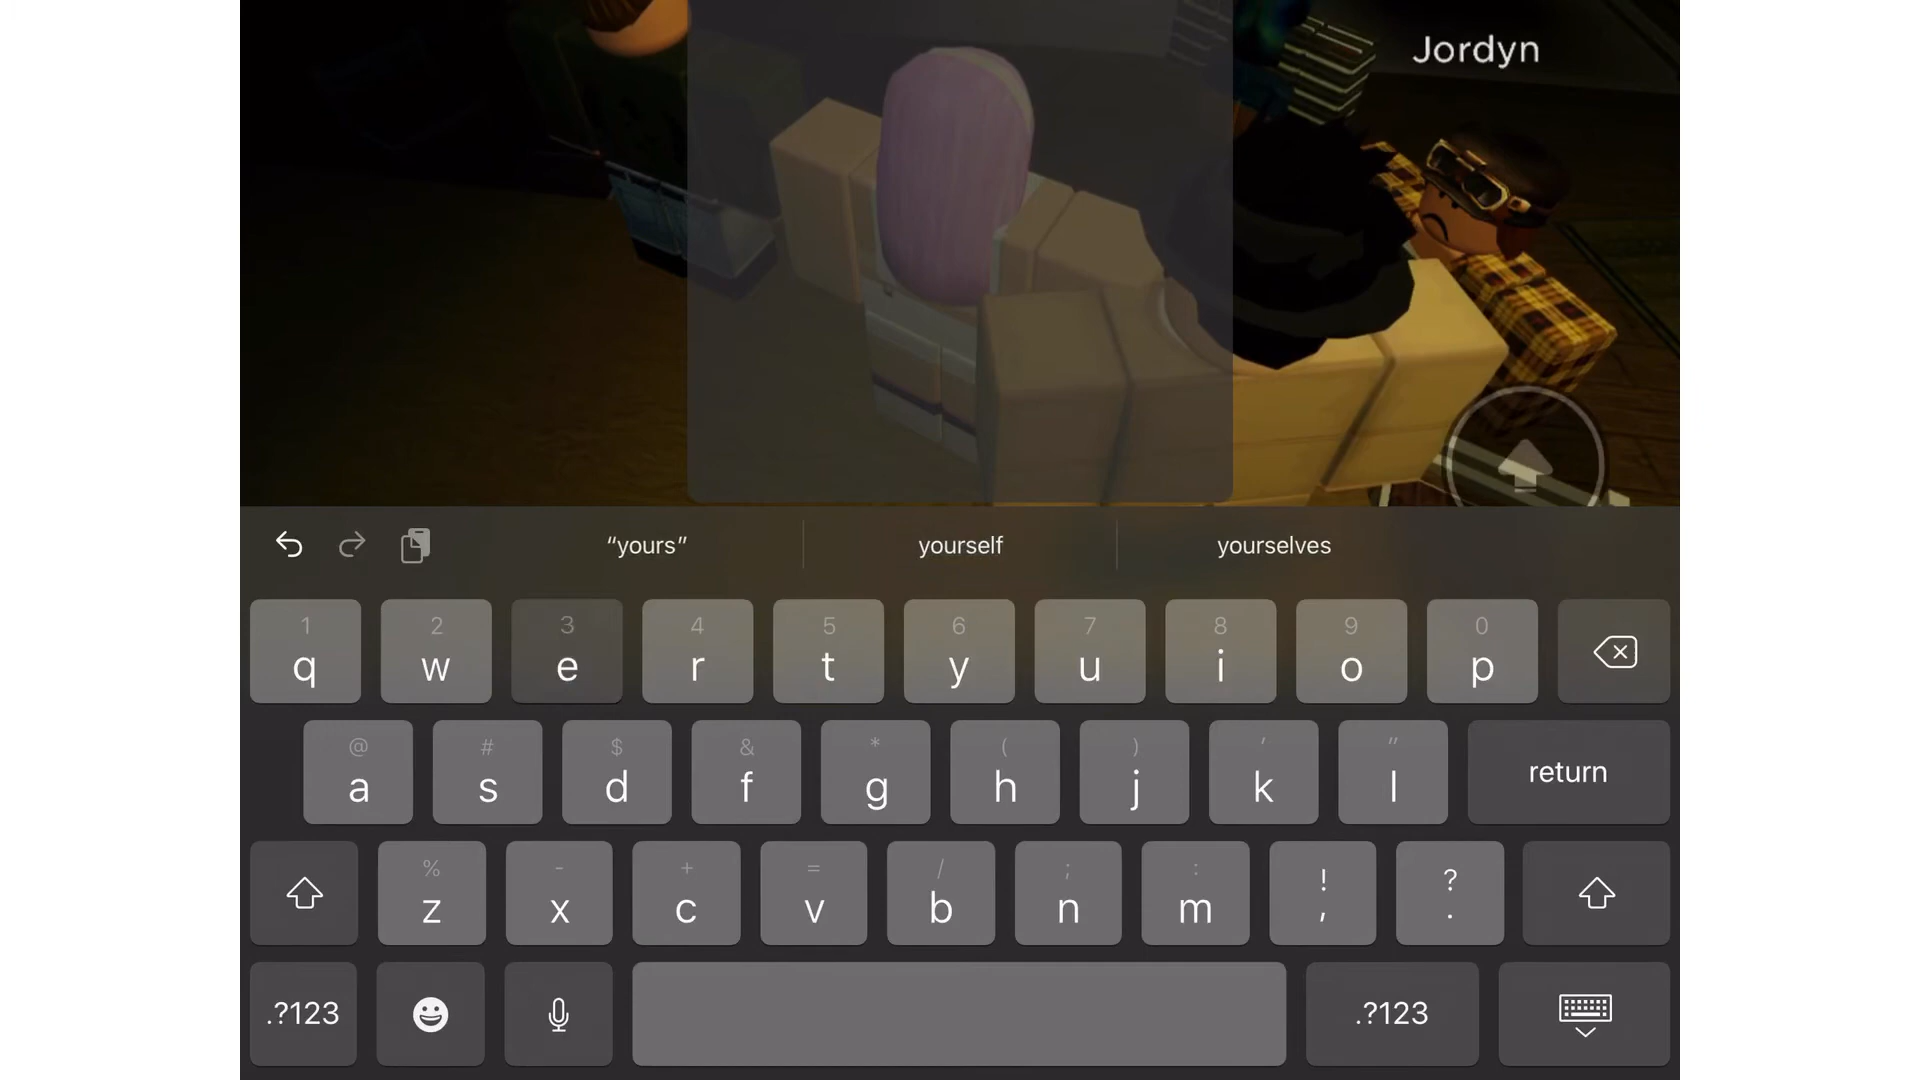 Jordyn
“yours” yourself yourselves
1 2 3 4 5 6 7 8 9 0
q w e r t y u i o p
@ # $ & * ( ) ' "
a s d f g h j k l return
% - + = / ; : ! ?
z x c v b n m , .
.?123 .?123